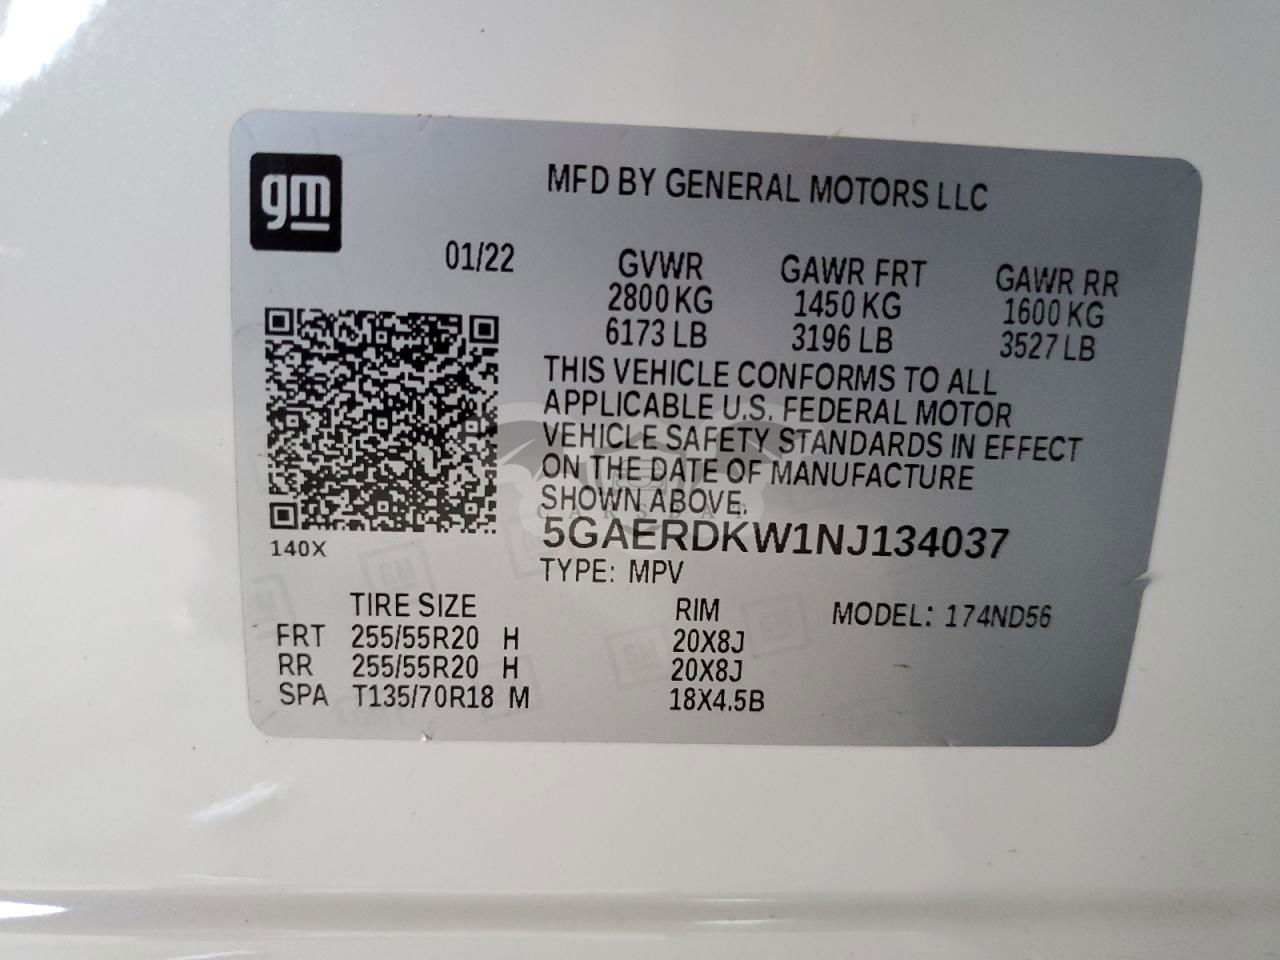 gm
MFD BY GENERAL MOTORS LLC
01/22 GVWR GAWR FRT GAWR RR
2800 KG 1450 KG 1600 KG
6173 LB 3196 LB 3527 LB
THIS VEHICLE CONFORMS TO ALL
APPLICABLE U.S. FEDERAL MOTOR
VEHICLE SAFETY STANDARDS IN EFFECT
ON THE DATE OF MANUFACTURE
SHOWN ABOVE.
5GAERDKW1NJ134037
140X
TYPE: MPV
TIRE SIZE RIM MODEL: 174ND56
FRT 255/55R20 H 20X8J
RR 255/55R20 H 20X8J
SPA T135/70R18 M 18X4.5B